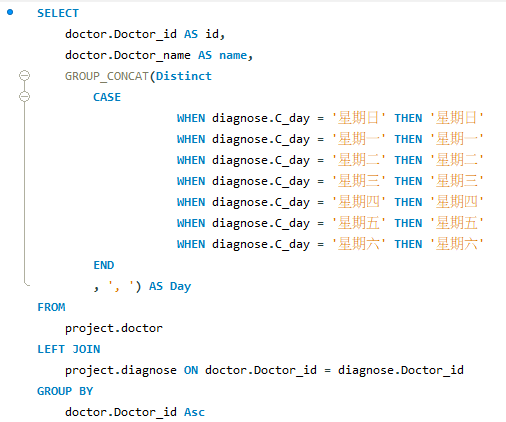 SELECT
doctor.Doctor_id AS id,
doctor.Doctor_name AS name,
GROUP_CONCAT(Distinct
CASE
WHEN diagnose.C_day = '星期日' THEN '星期日'
WHEN diagnose.C_day = '星期一' THEN '星期一'
WHEN diagnose.C_day = '星期二' THEN '星期二'
WHEN diagnose.C_day = '星期三' THEN '星期三'
WHEN diagnose.C_day = '星期四' THEN '星期四'
WHEN diagnose.C_day = '星期五' THEN '星期五'
WHEN diagnose.C_day = '星期六' THEN '星期六'
END
, ', ') AS Day
FROM
project.doctor
LEFT JOIN
project.diagnose ON doctor.Doctor_id = diagnose.Doctor_id
GROUP BY
doctor.Doctor_id Asc